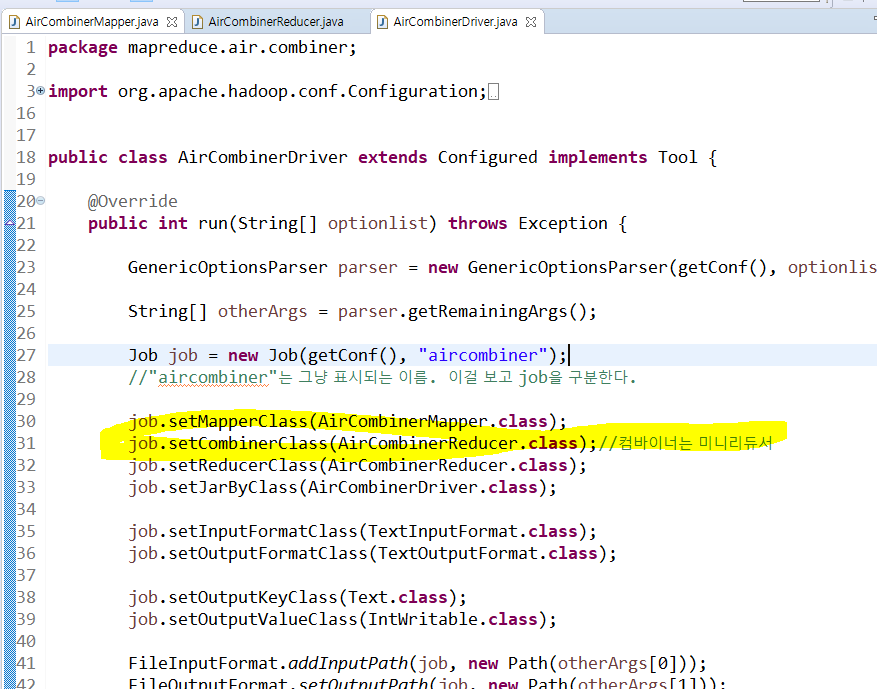 AirCombinerMapper.java AirCombinerReducer.java AirCombinerDriver.java
1 package mapreduce.air.combiner;
2
3 import org.apache.hadoop.conf.Configuration;
16
17
18 public class AirCombinerDriver extends Configured implements Tool {
19
20 @Override
21 public int run(String[] optionlist) throws Exception {
22
23 GenericOptionsParser parser = new GenericOptionsParser(getConf(), optionlis
24
25 String[] otherArgs = parser.getRemainingArgs();
26
27 Job job = new Job(getConf(), "aircombiner");
28 //"aircombiner"는 그냥 표시되는 이름. 이걸 보고 job을 구분한다.
29
30 job.setMapperClass(AirCombinerMapper.class);
31 job.setCombinerClass(AirCombinerReducer.class);//컴바이너는 미니리듀서
32 job.setReducerClass(AirCombinerReducer.class);
33 job.setJarByClass(AirCombinerDriver.class);
34
35 job.setInputFormatClass(TextInputFormat.class);
36 job.setOutputFormatClass(TextOutputFormat.class);
37
38 job.setOutputKeyClass(Text.class);
39 job.setOutputValueClass(IntWritable.class);
40
41 FileInputFormat.addInputPath(job, new Path(otherArgs[0]));
42 FileOutputFormat.setOutputPath(job, new Path(otherArgs[1]));